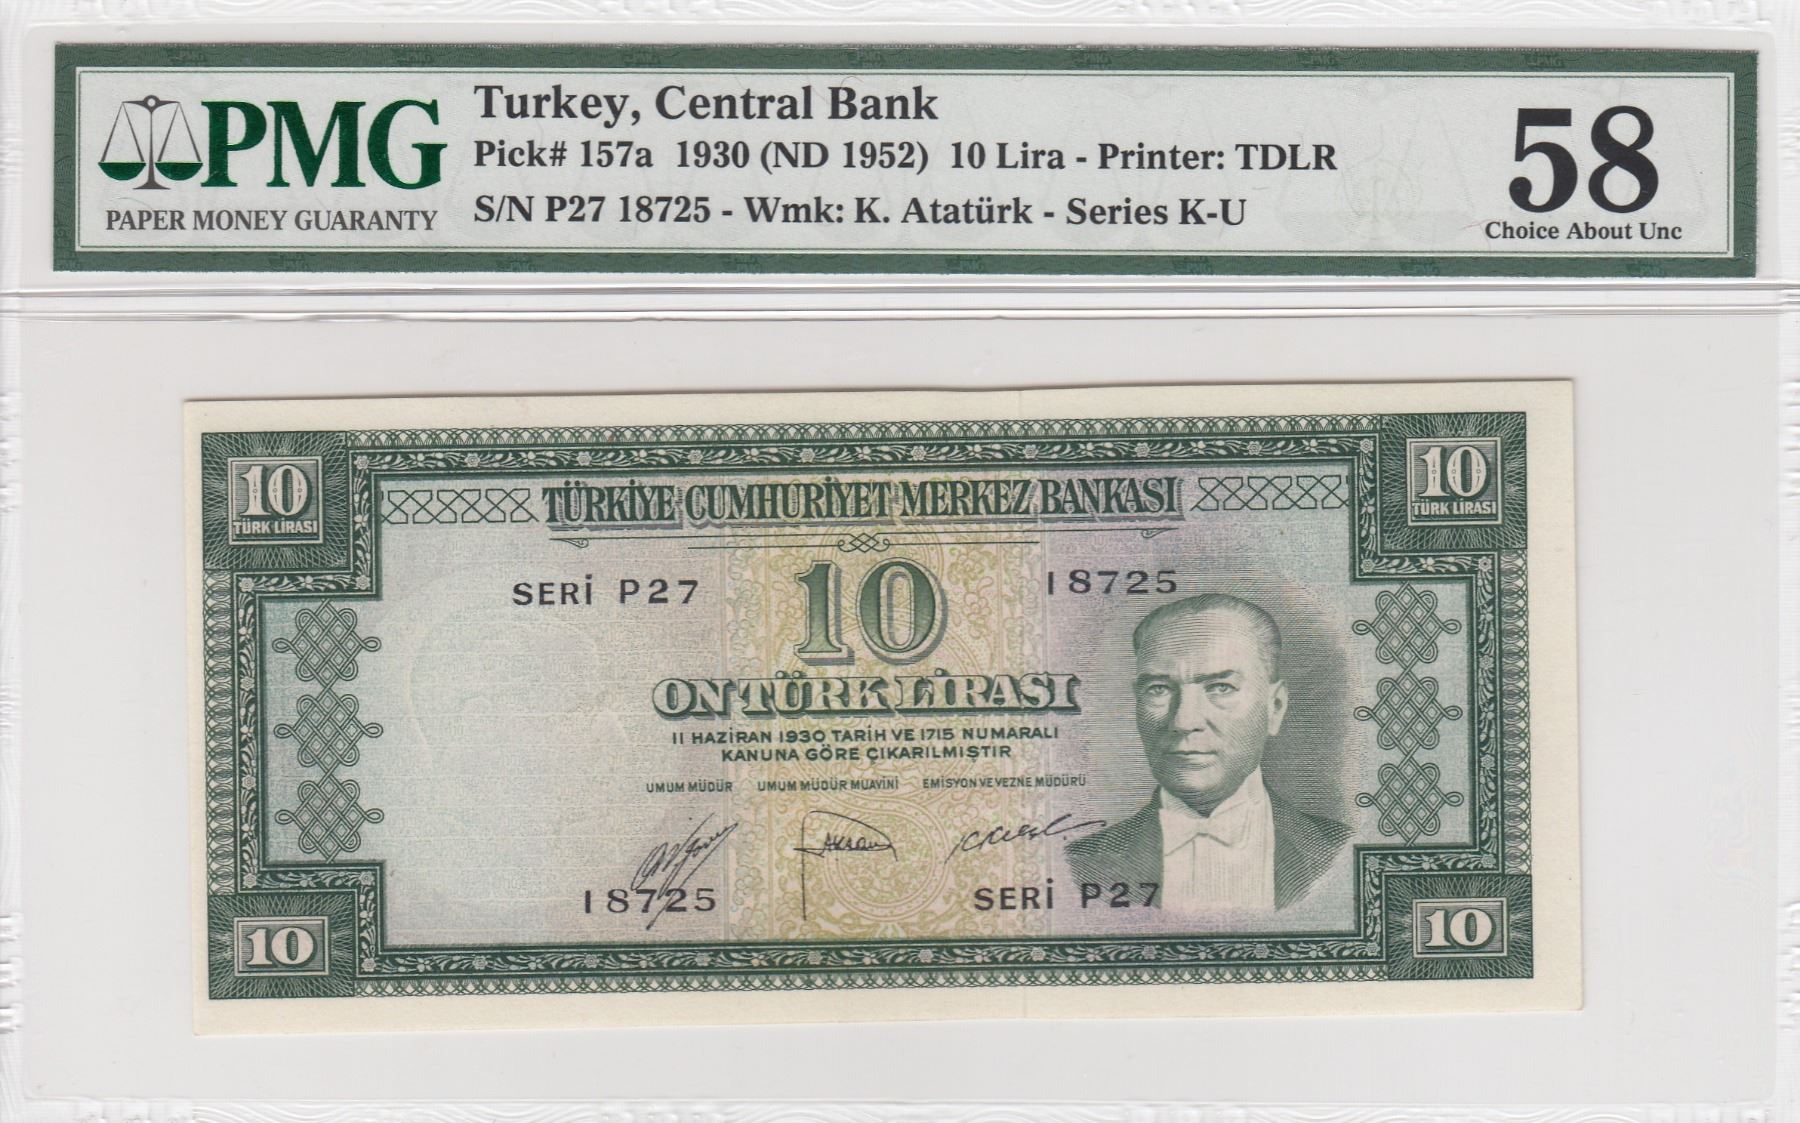 PMG
PAPER MONEY GUARANTY
Turkey, Central Bank
Pick# 157a 1930 (ND 1952) 10 Lira - Printer: TDLR
S/N P27 18725 - Wmk: K. Atatürk - Series K-U
58
Choice About Unc
10
TÜRK LİRASI
TÜRKİYE CUMHURİYET MERKEZ BANKASI
10
TÜRK LİRASI
SERİ P27
10
18725
ON TÜRK LİRASI
11 HAZİRAN 1930 TARİH VE 1715 NUMARALI
KANUNA GÖRE ÇIKARILMIŞTIR
UMUM MÜDÜR UMUM MÜDÜR MUAVİNİ EMİSYON VE VEZNE MÜDÜRÜ
18725
SERİ P27
10
10